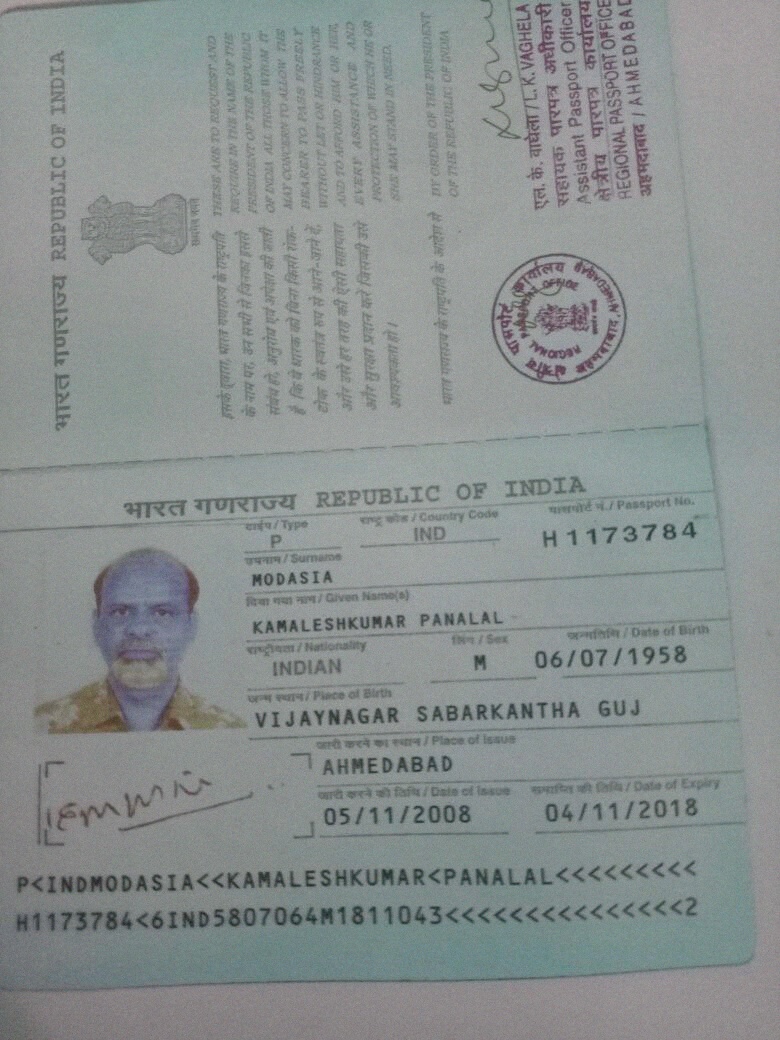 भारत गणराज्य REPUBLIC OF INDIA
सत्यमेव जयते
इसके द्वारा, भारत गणराज्य के राष्ट्रपति
के नाम पर, उन सभी से जिनका इससे
संबंध हो, अनुरोध एवं अपेक्षा की जाती
है कि वे धारक को बिना किसी रोक-
टोक के स्वतंत्र रूप से आने-जाने दें,
और उसे हर तरह की ऐसी सहायता
और सुरक्षा प्रदान करें जिसकी उसे
आवश्यकता हो।
THESE ARE TO REQUEST AND
REQUIRE IN THE NAME OF THE
PRESIDENT OF THE REPUBLIC
OF INDIA ALL THOSE WHOM IT
MAY CONCERN TO ALLOW THE
BEARER TO PASS FREELY
WITHOUT LET OR HINDRANCE
AND TO AFFORD HIM OR HER,
EVERY ASSISTANCE AND
PROTECTION OF WHICH HE OR
SHE MAY STAND IN NEED.
भारत गणराज्य के राष्ट्रपति के आदेश से
BY ORDER OF THE PRESIDENT
OF THE REPUBLIC OF INDIA
क्षेत्रीय पासपोर्ट कार्यालय
REGIONAL PASSPORT OFFICE
अहमदाबाद / AHMEDABAD
एल. के. वाघेला / L. K. VAGHELA
सहायक पारपत्र अधीकारी
Assistant Passport Officer
क्षेत्रीय पारपत्र कार्यालय
REGIONAL PASSPORT OFFICE
अहमदाबाद / AHMEDABAD
भारत गणराज्य REPUBLIC OF INDIA
टाईप / Type
राष्ट्र कोड / Country Code
पासपोर्ट नं. / Passport No.
P
IND
H1173784
उपनाम / Surname
MODASIA
दिया गया नाम / Given Name(s)
KAMALESHKUMAR PANALAL
राष्ट्रीयता / Nationality
लिंग / Sex
जन्मतिथि / Date of Birth
INDIAN
M
06/07/1958
जन्म स्थान / Place of Birth
VIJAYNAGAR SABARKANTHA GUJ
जारी करने का स्थान / Place of Issue
AHMEDABAD
जारी करने की तिथि / Date of Issue
समाप्ति की तिथि / Date of Expiry
05/11/2008
04/11/2018
P<INDMODASIA<<KAMALESHKUMAR<PANALAL<<<<<<<<<
H1173784<6IND5807064M1811043<<<<<<<<<<<<<<<2